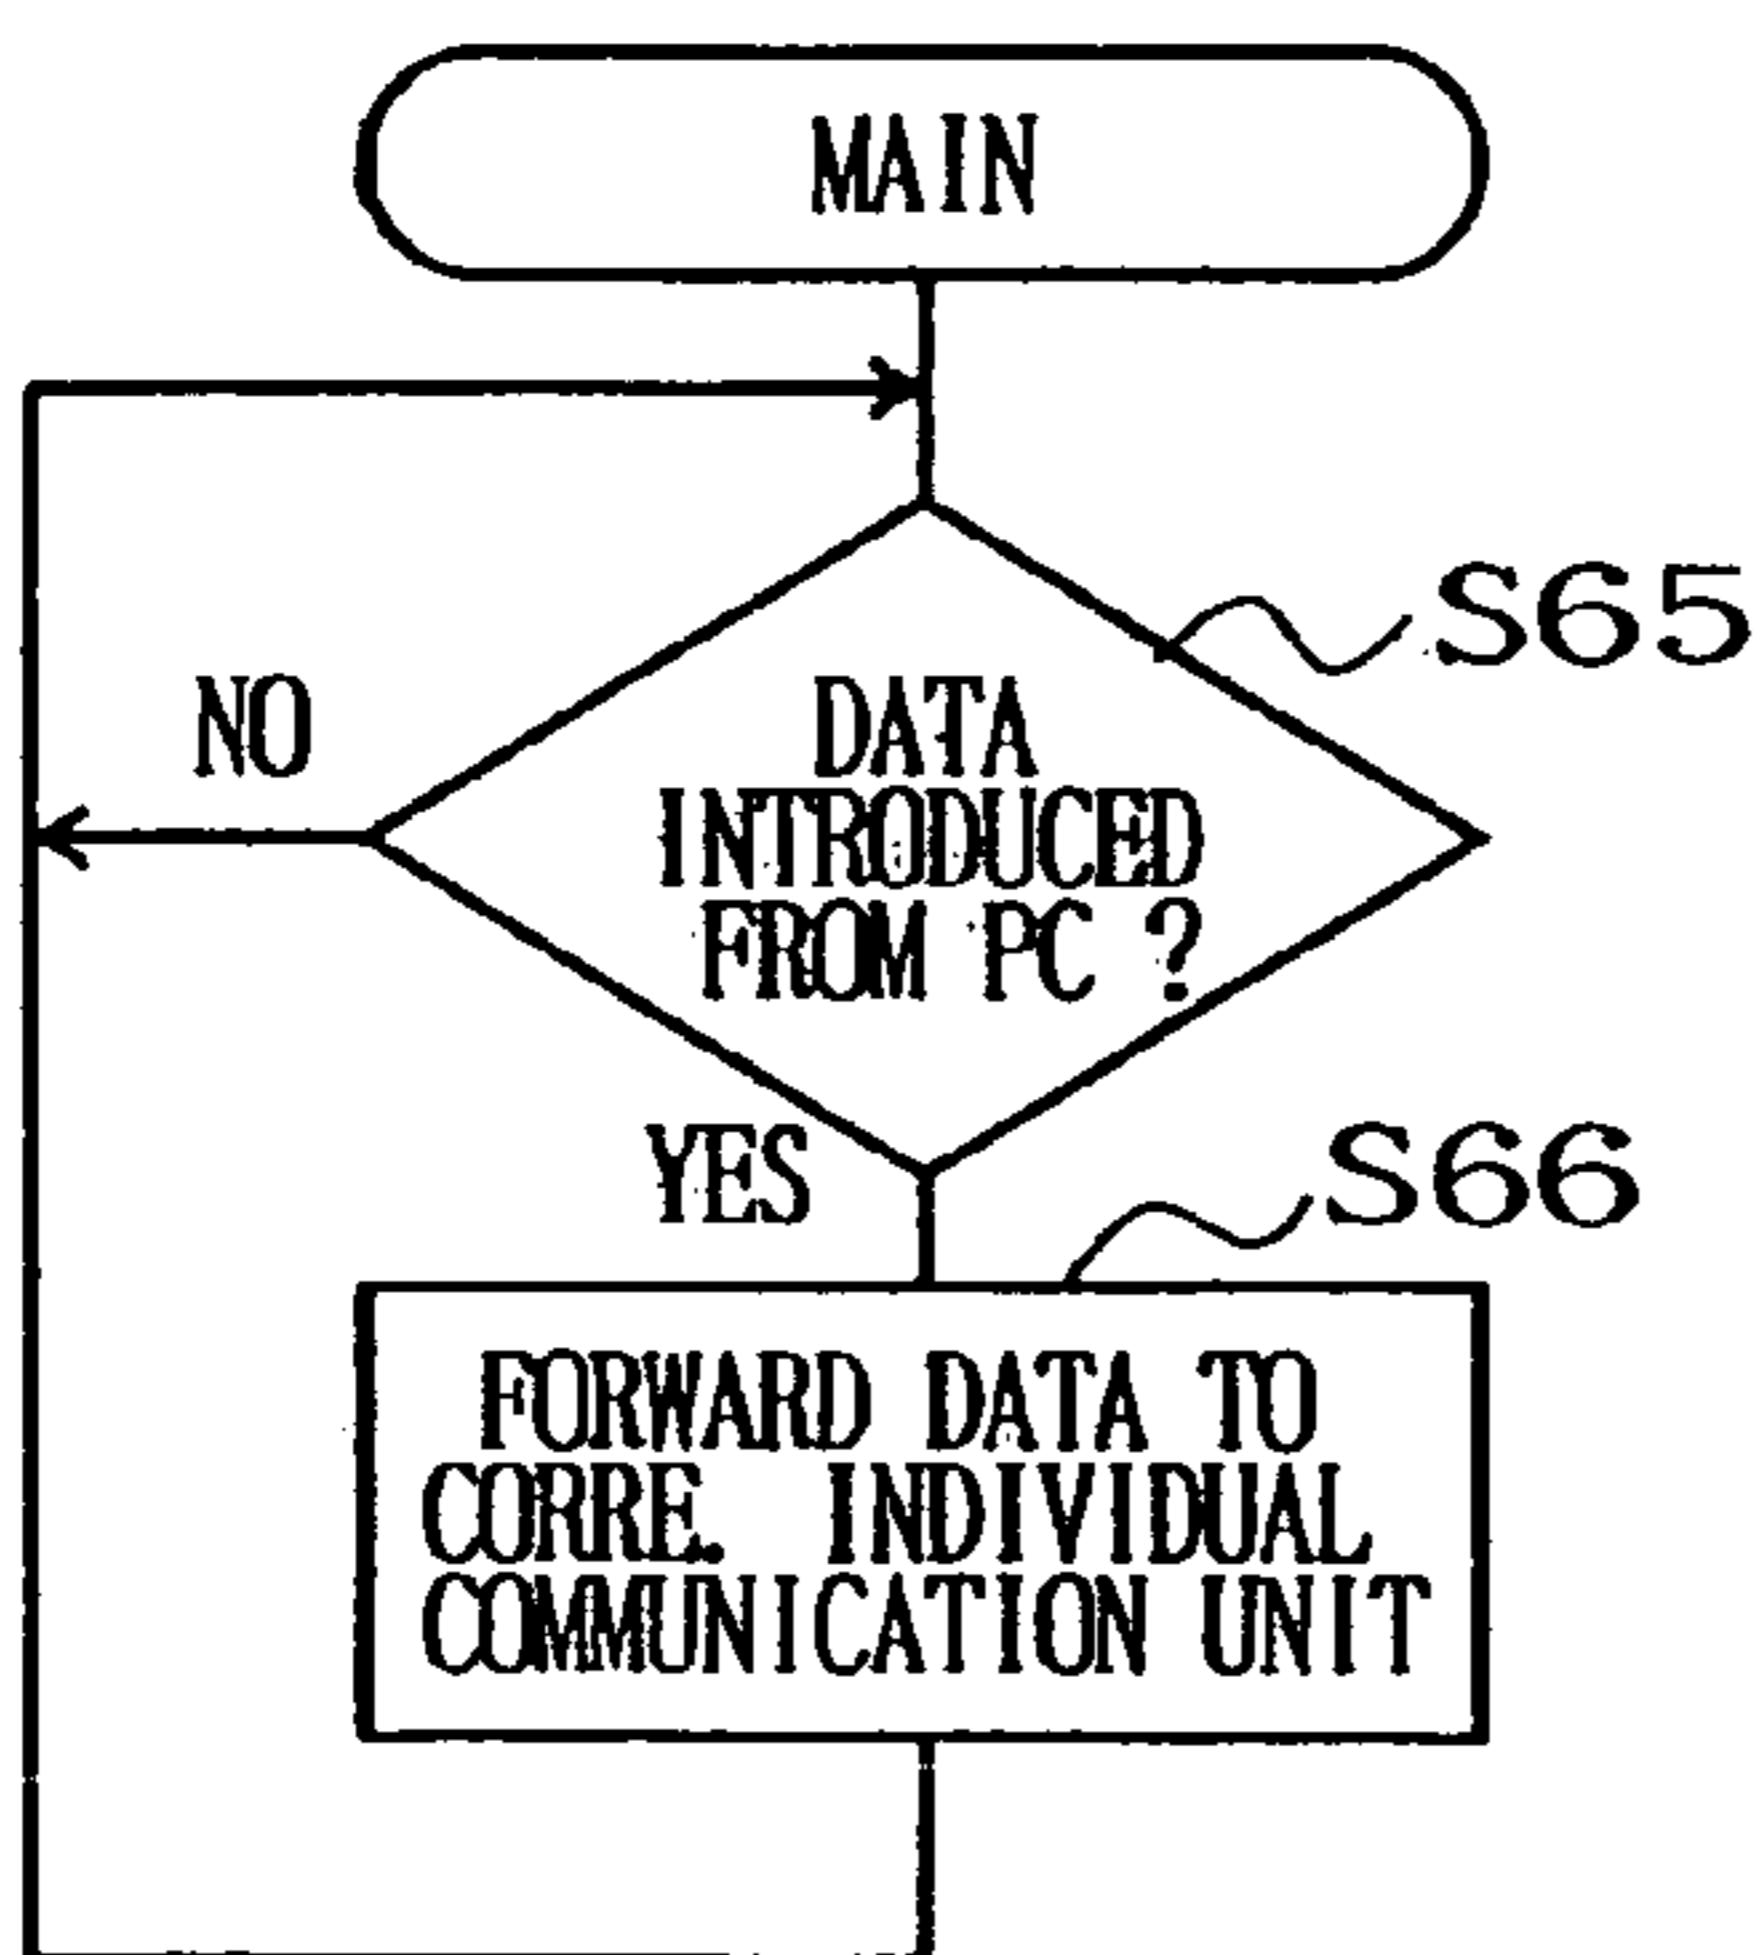 MAIN
S65
NO
DATA
INTRODUCED
FROM PC ?
YES
S66
FORWARD DATA TO
CORRE. INDIVIDUAL
COMMUNICATION UNIT